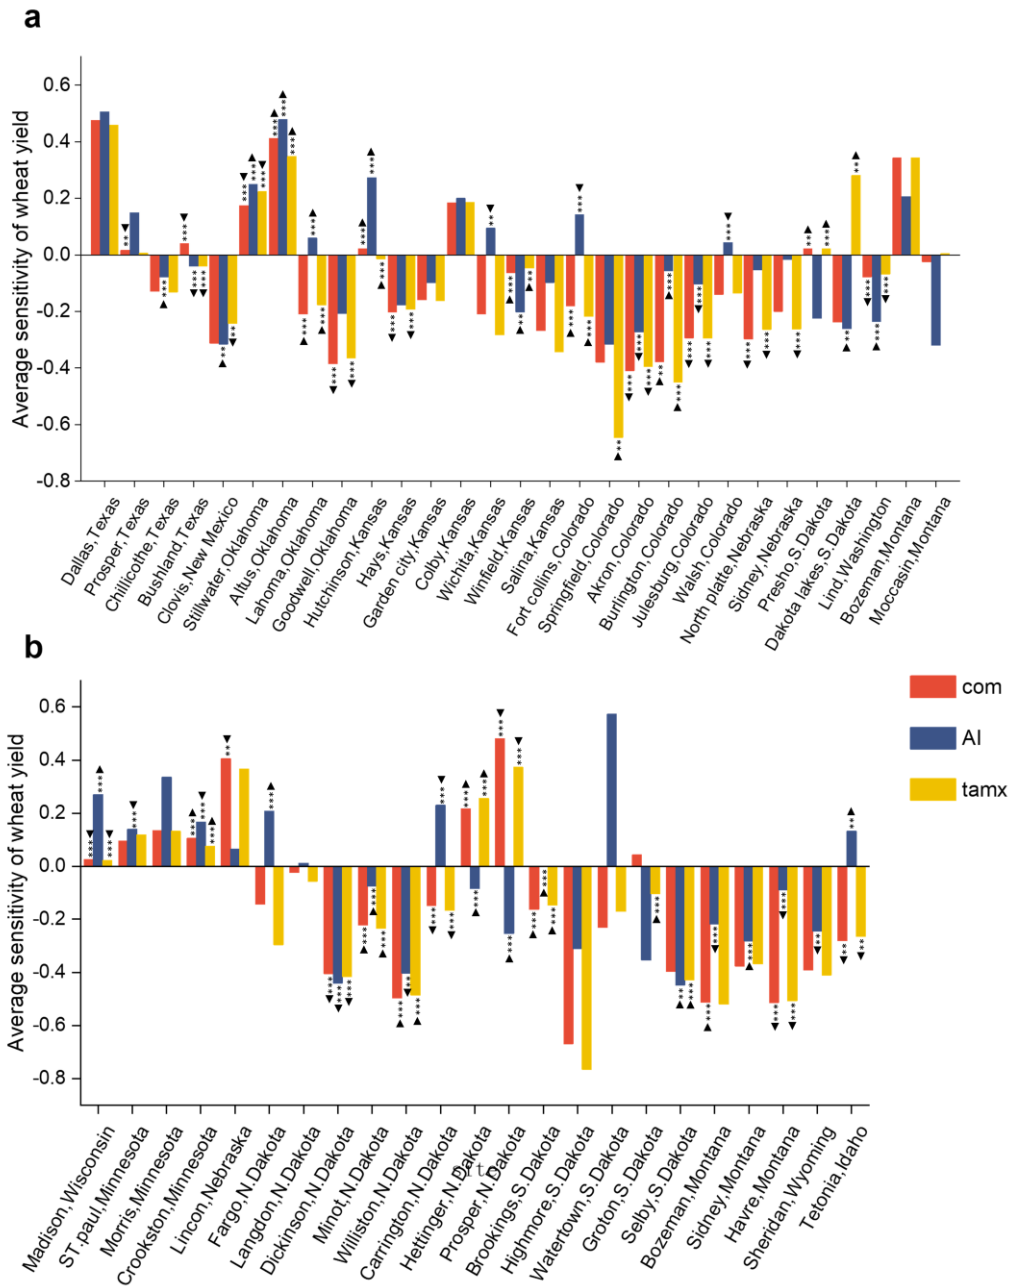 a
Average sensitivity of wheat yield
0.6
0.4
0.2
0.0
-0.2
-0.4
-0.6
-0.8
Dallas,Texas
Prosper,Texas
Chillicothe,Texas
Bushland,Texas
Clovis,New Mexico
Stillwater,Oklahoma
Altus,Oklahoma
Lahoma,Oklahoma
Goodwell,Oklahoma
Hutchinson,Kansas
Hays,Kansas
Garden city,Kansas
Colby,Kansas
Wichita,Kansas
Winfield,Kansas
Salina,Kansas
Fort collins,Colorado
Springfield,Colorado
Akron,Colorado
Burlington,Colorado
Julesburg,Colorado
Walsh,Colorado
North platte,Nebraska
Sidney,Nebraska
Presho,S.Dakota
Dakota lakes,S.Dakota
Lind,Washington
Bozeman,Montana
Moccasin,Montana
b
Average sensitivity of wheat yield
0.6
0.4
0.2
0.0
-0.2
-0.4
-0.6
-0.8
com
AI
tamx
Madison,Wisconsin
ST.paul,Minnesota
Morris,Minnesota
Crookston,Minnesota
Lincon,Nebraska
Fargo,N.Dakota
Langdon,N.Dakota
Dickinson,N.Dakota
Minot,N.Dakota
Williston,N.Dakota
Carrington,N.Dakota
Hettinger,N.Dakota
Prosper,N.Dakota
Brookings,S.Dakota
Highmore,S.Dakota
Watertown,S.Dakota
Groton,S.Dakota
Selby,S.Dakota
Bozeman,Montana
Sidney,Montana
Havre,Montana
Sheridan,Wyoming
Tetonia,Idaho